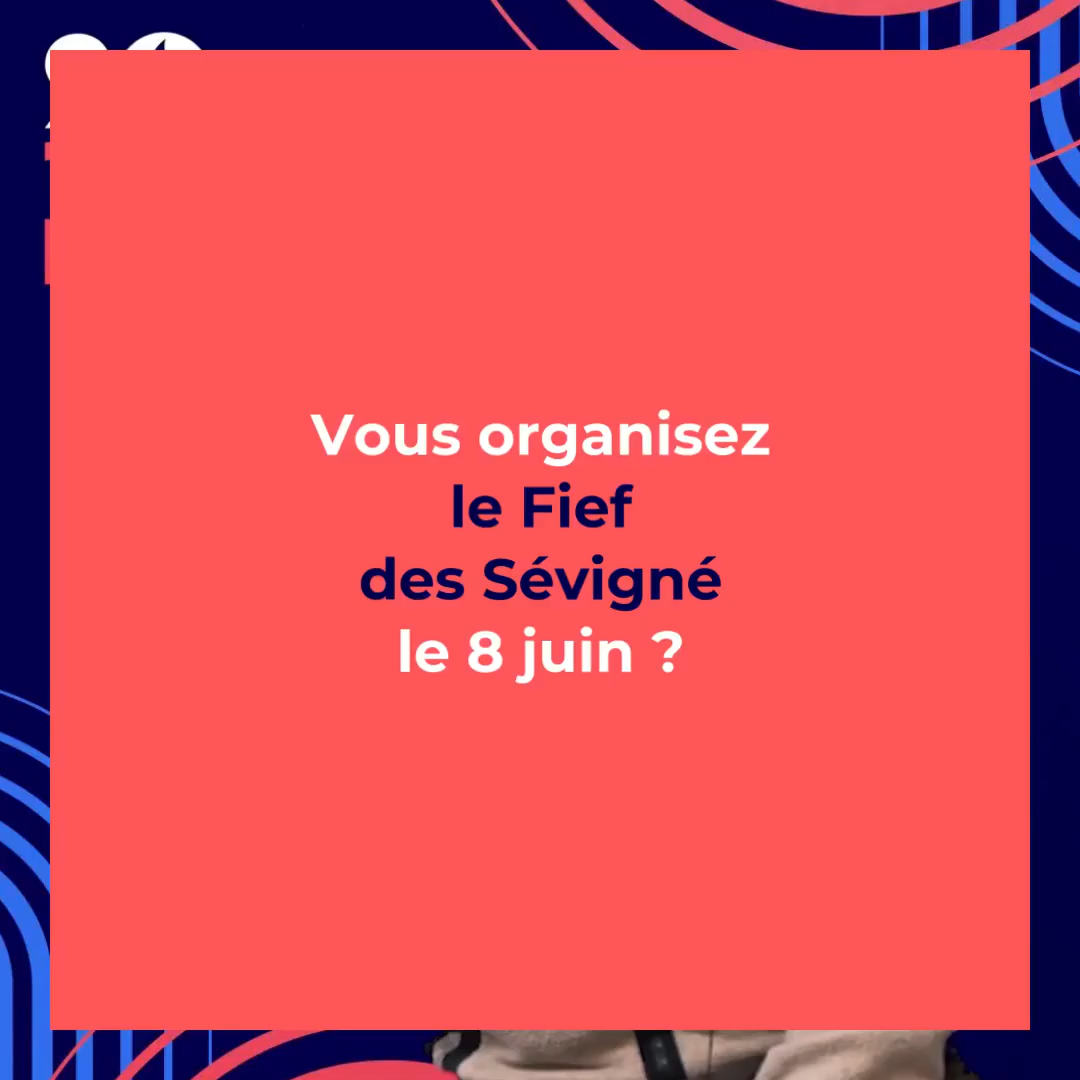 Vous organisez
le Fief
des Sévigné
le 8 juin ?